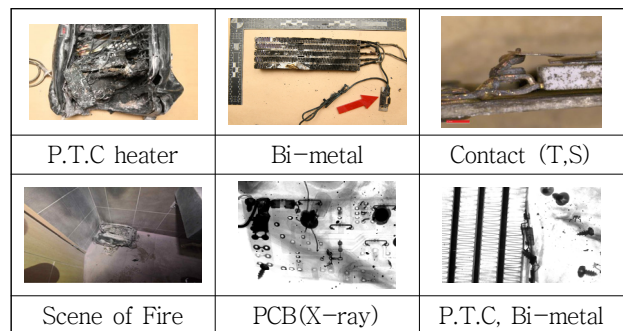 P.T.C heater
Bi-metal
Contact (T,S)
Scene of Fire
PCB(X-ray)
P.T.C, Bi-metal